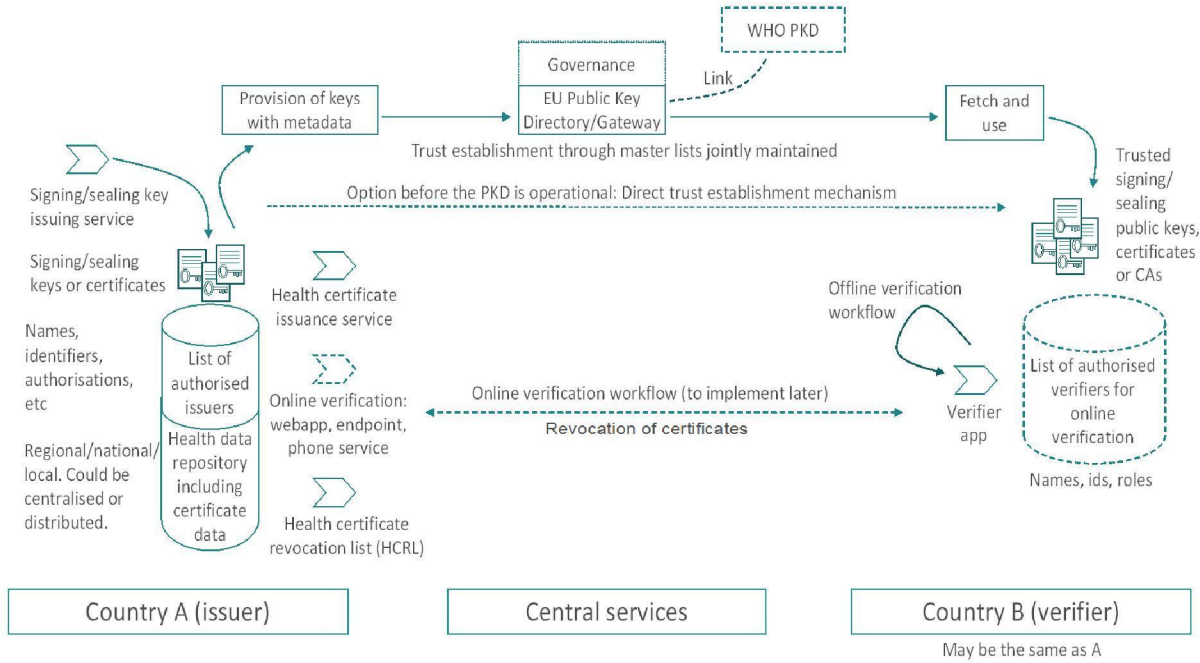 WHO PKD
Governance
Link
Provision of keys
with metadata
EU Public Key
Directory/Gateway
Fetch and
use
Trust establishment through master lists jointly maintained
Signing/sealing key
issuing service
Option before the PKD is operational: Direct trust establishment mechanism
Trusted
signing/
sealing
public keys,
certificates
or CAs
Signing/sealing
keys or certificates
Health certificate
issuance service
Offline verification
workflow
Names,
identifiers,
authorisations,
etc
List of
authorised
issuers
Online verification:
webapp, endpoint,
phone service
Online verification workflow (to implement later)
Revocation of certificates
Verifier
app
List of authorised
verifiers for
online
verification
Names, ids, roles
Regional/national/
local. Could be
centralised or
distributed.
Health data
repository
including
certificate
data
Health certificate
revocation list (HCRL)
Country A (issuer)
Central services
Country B (verifier)
May be the same as A